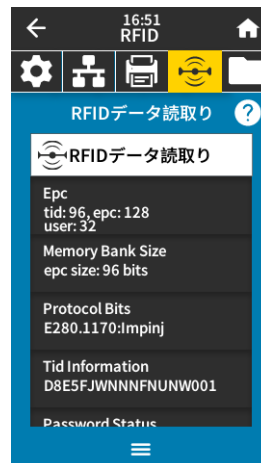 16:51
RFID
RFIDデータ読取り
?
RFIDデータ読取り
Epc
tid: 96, epc: 128
user: 32
Memory Bank Size
epc size: 96 bits
Protocol Bits
E280.1170:Impinj
Tid Information
D8E5FJWNNNFNUNW001
Password Status